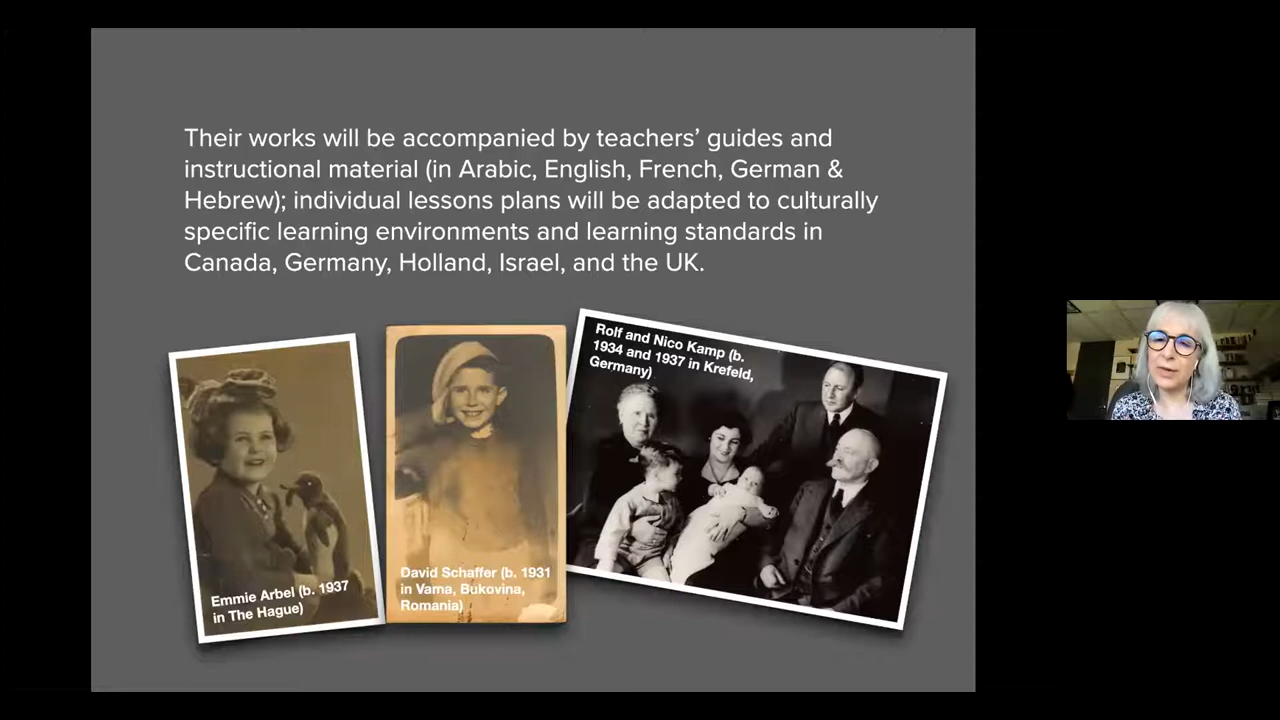 Their works will be accompanied by teachers’ guides and
instructional material (in Arabic, English, French, German &
Hebrew); individual lessons plans will be adapted to culturally
specific learning environments and learning standards in
Canada, Germany, Holland, Israel, and the UK.
Emmie Arbel (b. 1937
in The Hague)
David Schaffer (b. 1931
in Vama, Bukovina,
Romania)
Rolf and Nico Kamp (b.
1934 and 1937 in Krefeld,
Germany)